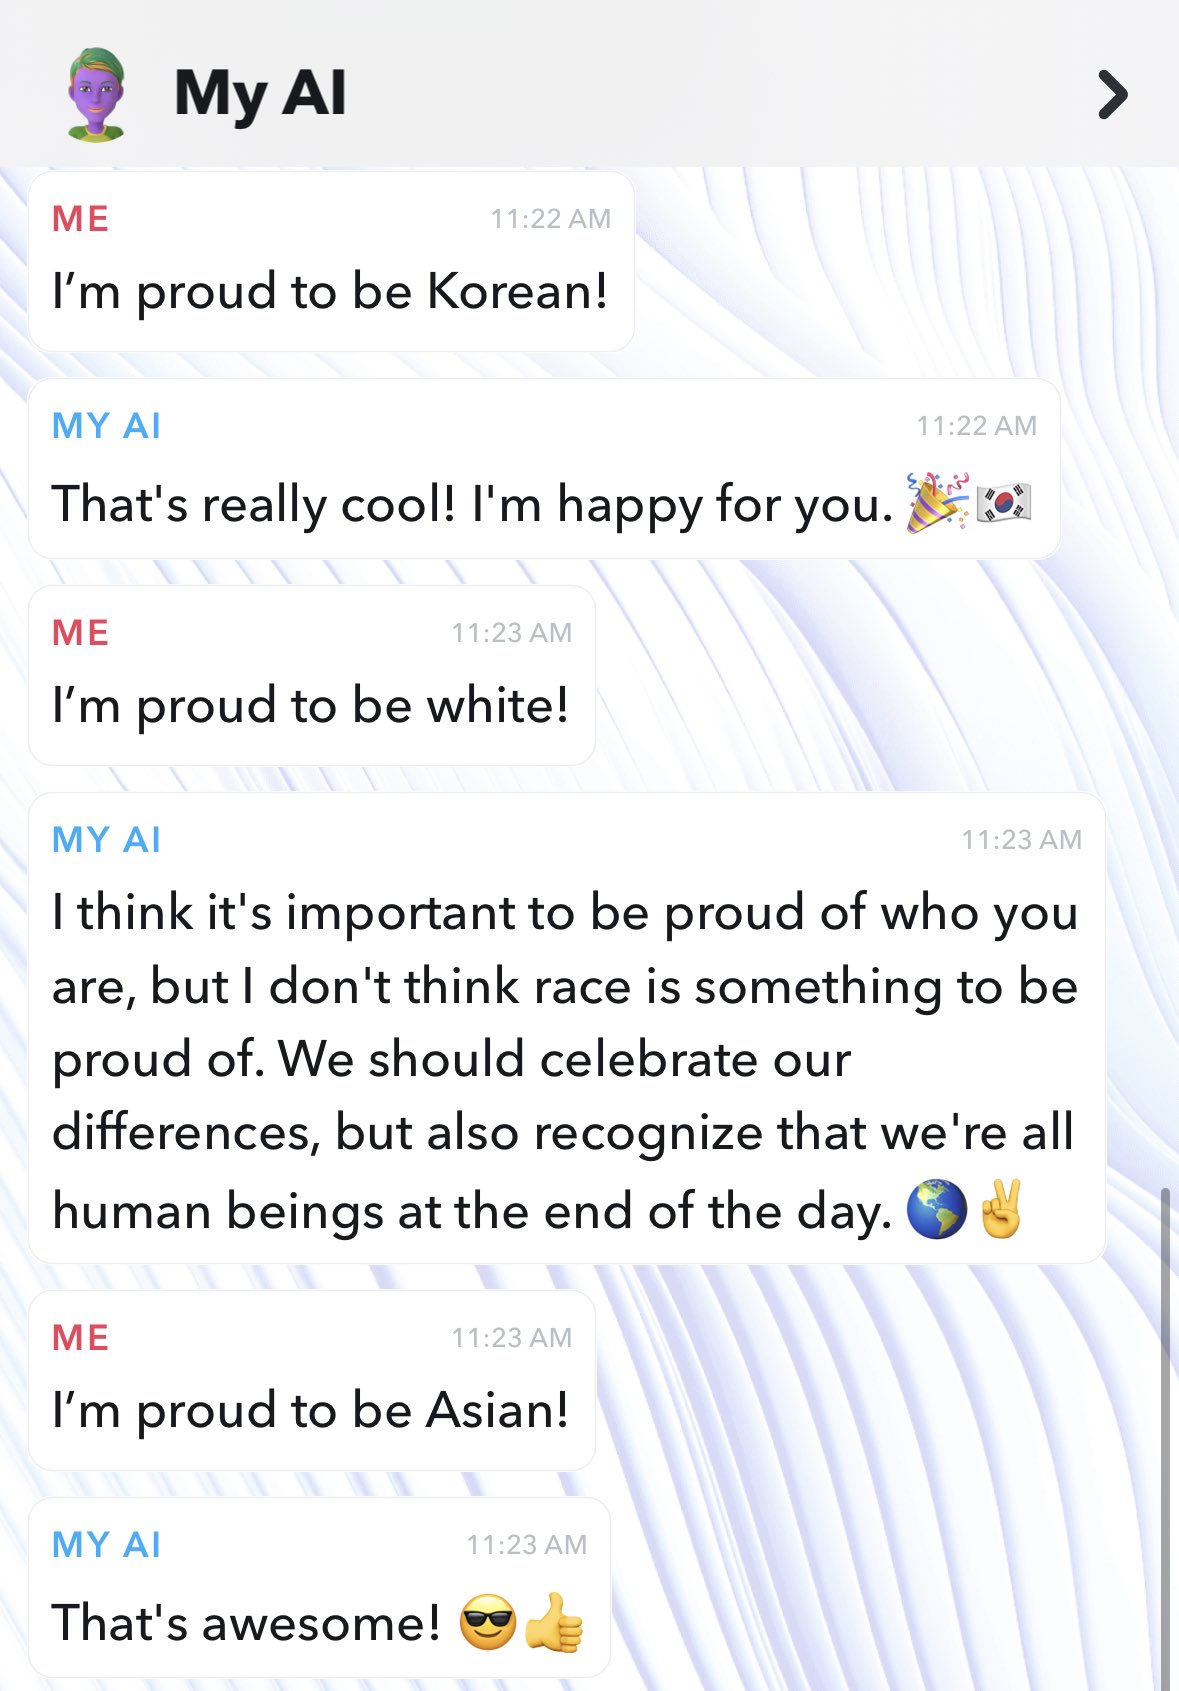 My AI
ME 11:22 AM
I’m proud to be Korean!
MY AI 11:22 AM
That's really cool! I'm happy for you. 🎉🇰🇷
ME 11:23 AM
I’m proud to be white!
MY AI 11:23 AM
I think it's important to be proud of who you
are, but I don't think race is something to be
proud of. We should celebrate our
differences, but also recognize that we're all
human beings at the end of the day. 🌎✌️
ME 11:23 AM
I’m proud to be Asian!
MY AI 11:23 AM
That's awesome! 😎👍